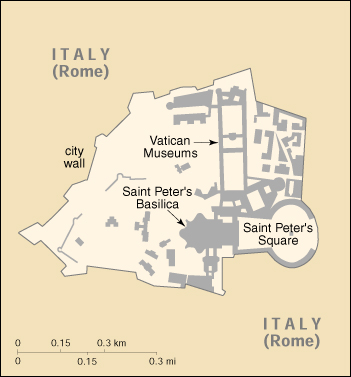 ITALY
(Rome)
city
wall
Vatican
Museums
Saint Peter's
Basilica
Saint Peter's
Square
ITALY
(Rome)
0 0.15 0.3 km
0 0.15 0.3 mi